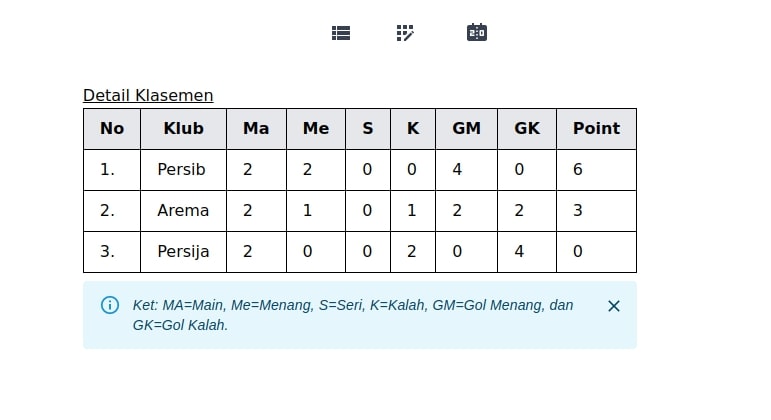 2:0
Detail Klasemen
No Klub Ma Me S K GM GK Point
1. Persib 2 2 0 0 4 0 6
2. Arema 2 1 0 1 2 2 3
3. Persija 2 0 0 2 0 4 0
Ket: MA=Main, Me=Menang, S=Seri, K=Kalah, GM=Gol Menang, dan
GK=Gol Kalah.